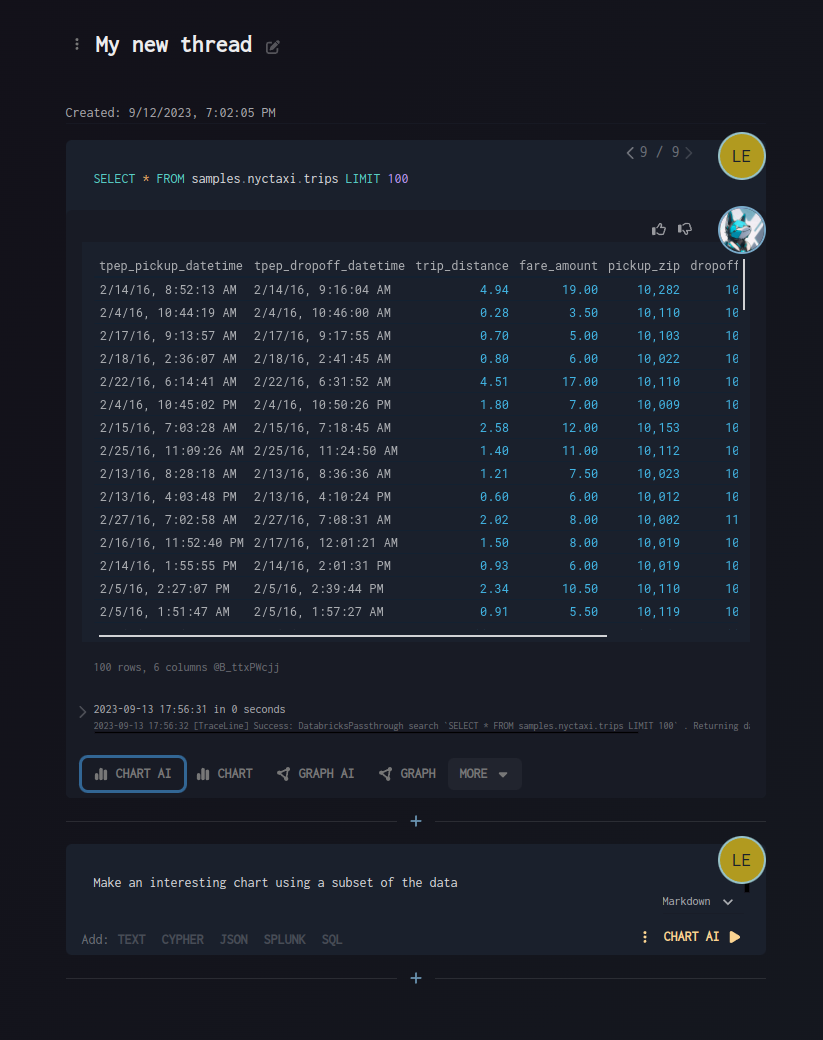 My new thread
Created: 9/12/2023, 7:02:05 PM
9 / 9
LE
SELECT * FROM samples.nyctaxi.trips LIMIT 100
tpep_pickup_datetime tpep_dropoff_datetime trip_distance fare_amount pickup_zip dropoff
2/14/16, 8:52:13 AM 2/14/16, 9:16:04 AM 4.94 19.00 10,282 10
2/4/16, 10:44:19 AM 2/4/16, 10:46:00 AM 0.28 3.50 10,110 10
2/17/16, 9:13:57 AM 2/17/16, 9:17:55 AM 0.70 5.00 10,103 10
2/18/16, 2:36:07 AM 2/18/16, 2:41:45 AM 0.80 6.00 10,022 10
2/22/16, 6:14:41 AM 2/22/16, 6:31:52 AM 4.51 17.00 10,110 10
2/4/16, 10:45:02 PM 2/4/16, 10:50:26 PM 1.80 7.00 10,009 10
2/15/16, 7:03:28 AM 2/15/16, 7:18:45 AM 2.58 12.00 10,153 10
2/25/16, 11:09:26 AM 2/25/16, 11:24:50 AM 1.40 11.00 10,112 10
2/13/16, 8:28:18 AM 2/13/16, 8:36:36 AM 1.21 7.50 10,023 10
2/13/16, 4:03:48 PM 2/13/16, 4:10:24 PM 0.60 6.00 10,012 10
2/27/16, 7:02:58 AM 2/27/16, 7:08:31 AM 2.02 8.00 10,002 11
2/16/16, 11:52:40 PM 2/17/16, 12:01:21 AM 1.50 8.00 10,019 10
2/14/16, 1:55:55 PM 2/14/16, 2:01:31 PM 0.93 6.00 10,019 10
2/5/16, 2:27:07 PM 2/5/16, 2:39:44 PM 2.34 10.50 10,110 10
2/5/16, 1:51:47 AM 2/5/16, 1:57:27 AM 0.91 5.50 10,119 10
100 rows, 6 columns @B_ttxPWcjj
2023-09-13 17:56:31 in 0 seconds
2023-09-13 17:56:32 [TraceLine] Success: DatabricksPassthrough search `SELECT * FROM samples.nyctaxi.trips LIMIT 100` . Returning da
CHART AI CHART GRAPH AI GRAPH MORE
LE
Make an interesting chart using a subset of the data
Markdown
Add: TEXT CYPHER JSON SPLUNK SQL CHART AI